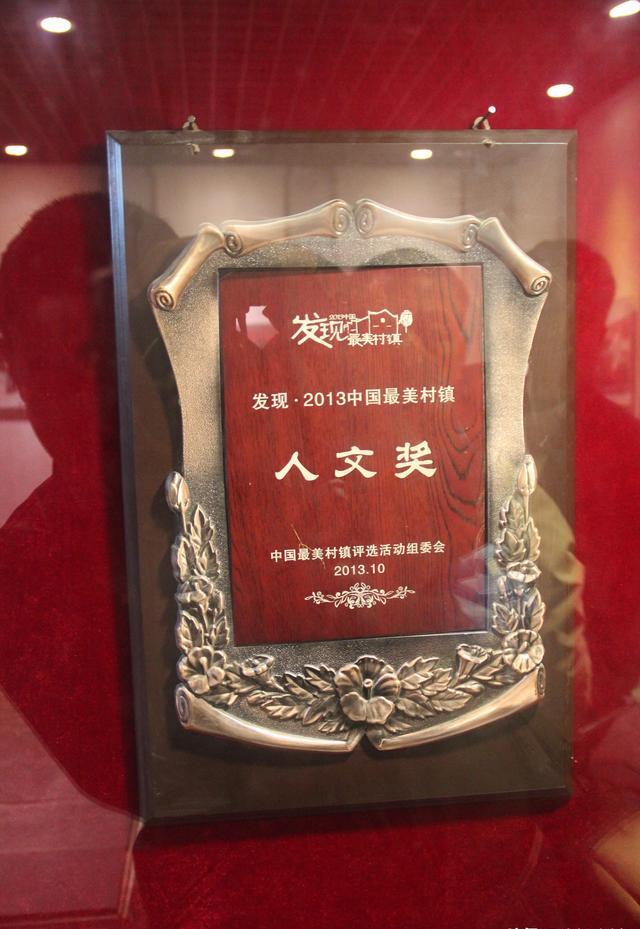 2013中国
发现
最美村镇
发现·2013中国最美村镇
人文奖
中国最美村镇评选活动组委会
2013.10